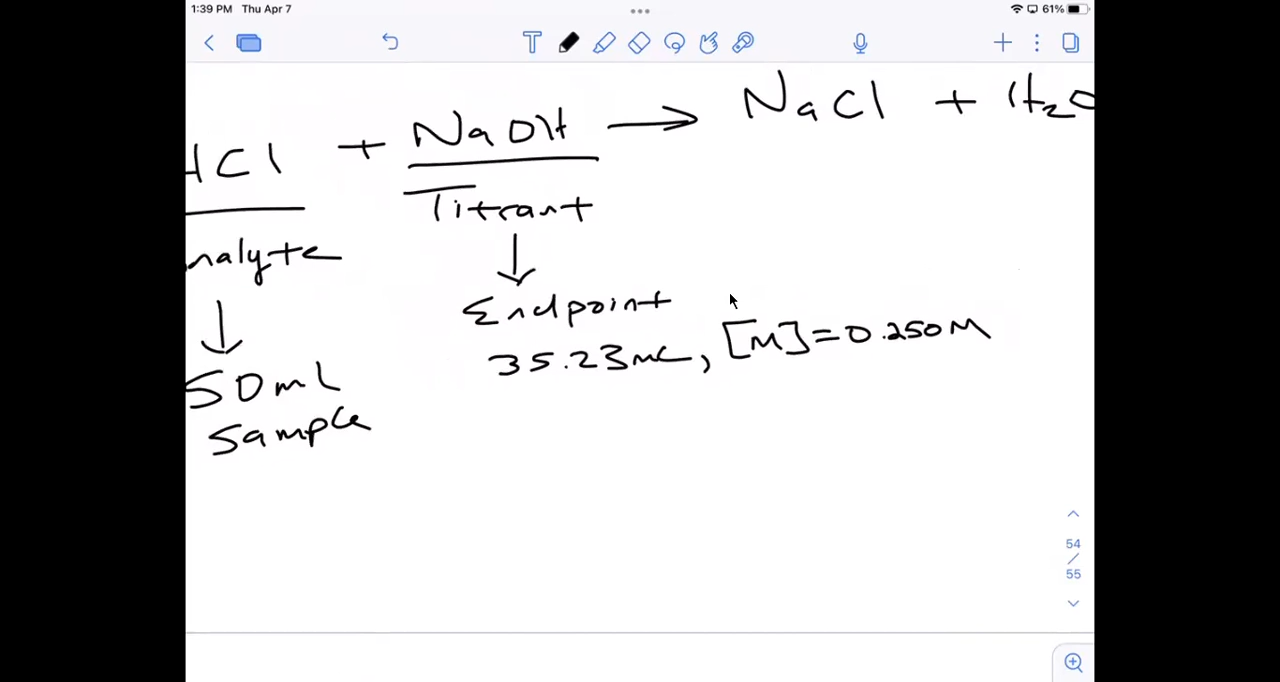 1:39 PM Thu Apr 7
61%
T
HCl + NaOH → NaCl + H₂O
nalyte
Titrant
↓
↓
Endpoint
35.23mL, [M]=0.250M
50ml
sample
54
/
55